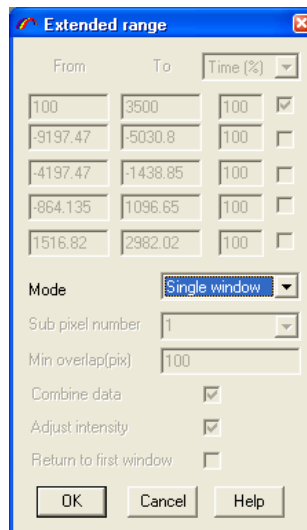 Extended range
From To Time (%)
100 3500 100
-9197.47 -5030.8 100
-4197.47 -1438.85 100
-864.135 1096.65 100
1516.82 2982.02 100
Mode Single window
Sub pixel number 1
Min overlap(pix) 100
Combine data
Adjust intensity
Return to first window
OK Cancel Help